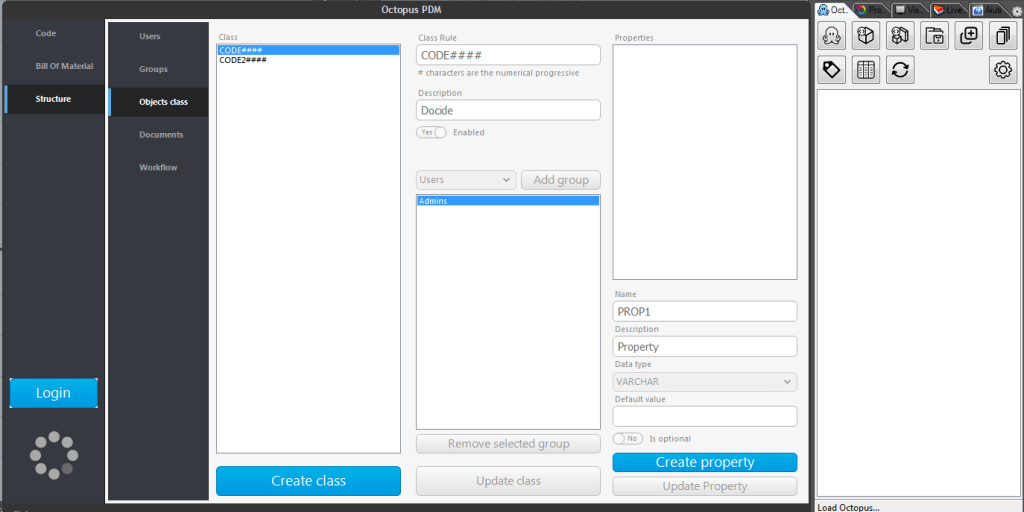 Octopus PDM
Code
Bill Of Material
Structure
Login
Users
Groups
Objects class
Documents
Workflow
Class
CODE####
CODE2####
Create class
Class Rule
CODE####
# characters are the numerical progressive
Description
Docide
Yes
Enabled
Users
Add group
Admins
Remove selected group
Update class
Properties
Name
PROP1
Description
Property
Data type
VARCHAR
Default value
No
Is optional
Create property
Update Property
Oct..
Pro..
Vis..
Live..
Aiuti
Load Octopus...